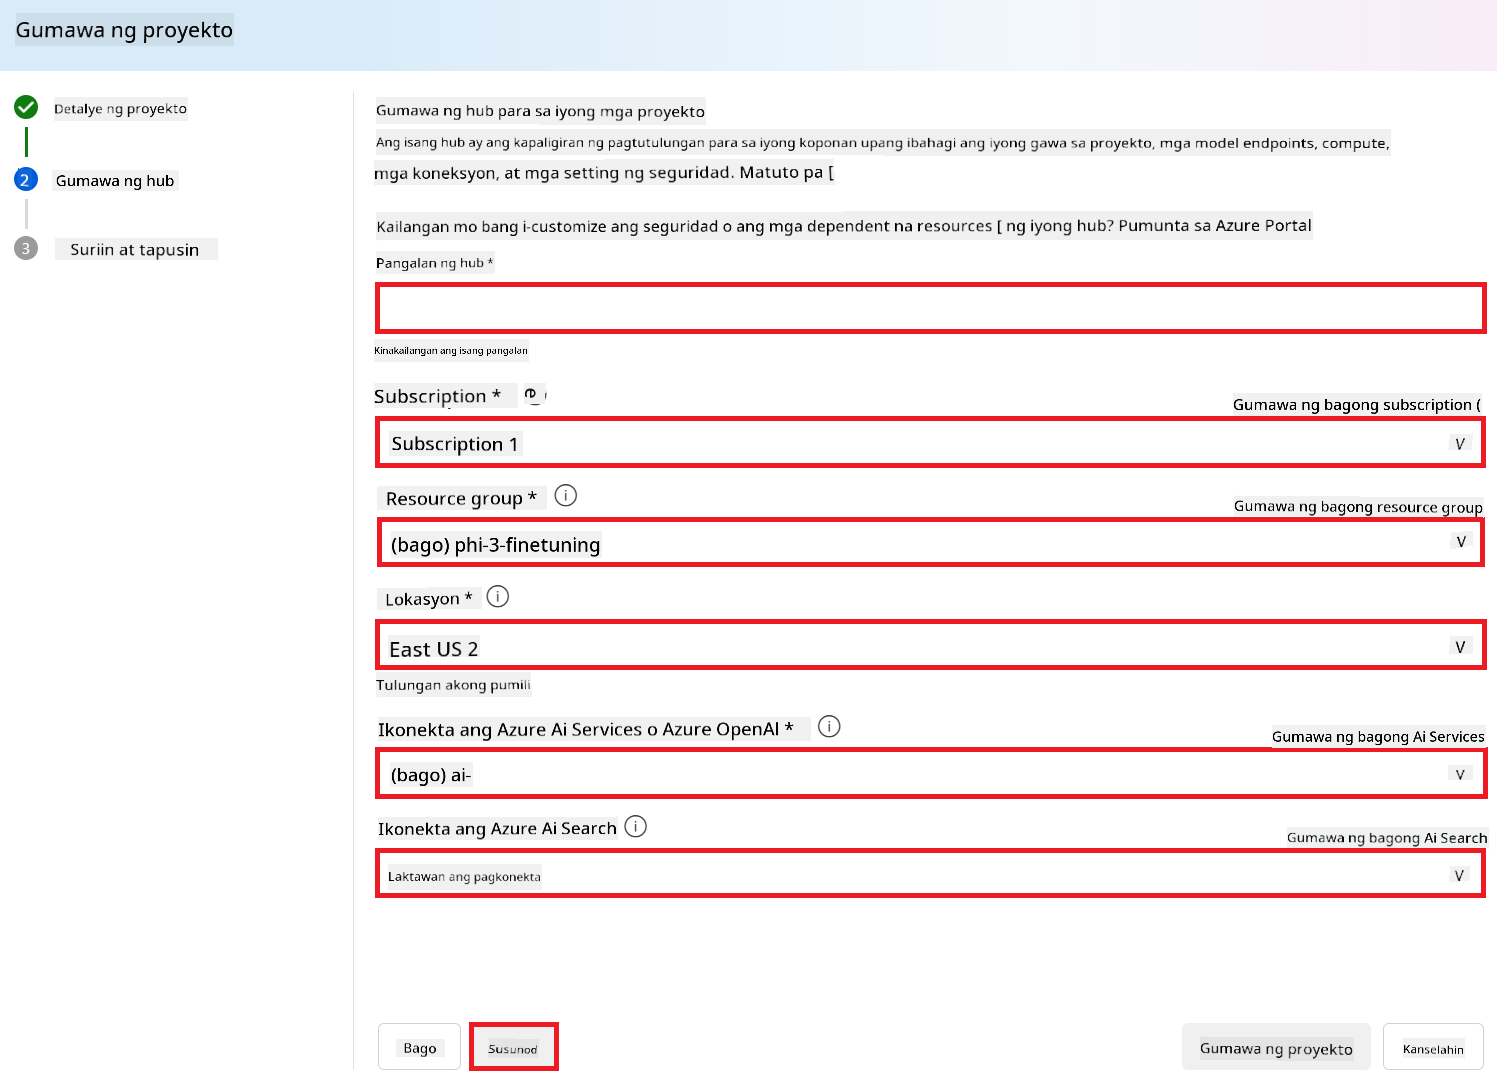 Gumawa ng proyekto
Detalye ng proyekto
2
Gumawa ng hub
3
Suriin at tapusin
Gumawa ng hub para sa iyong mga proyekto
Ang isang hub ay ang kapaligiran ng pagtutulungan para sa iyong koponan upang ibahagi ang iyong gawa sa proyekto, mga model endpoints, compute,
mga koneksyon, at mga setting ng seguridad. Matuto pa [
Kailangan mo bang i-customize ang seguridad o ang mga dependent na resources [ ng iyong hub? Pumunta sa Azure Portal
Pangalan ng hub *
Kinakailangan ang isang pangalan
Subscription *
Gumawa ng bagong subscription (
Subscription 1
V
Resource group *
Gumawa ng bagong resource group
(bago) phi-3-finetuning
V
Lokasyon *
East US 2
V
Tulungan akong pumili
Ikonekta ang Azure Ai Services o Azure OpenAl *
Gumawa ng bagong Ai Services
(bago) ai-
V
Ikonekta ang Azure Ai Search
Gumawa ng bagong Ai Search
Laktawan ang pagkonekta
V
Bago
Susunod
Gumawa ng proyekto
Kanselahin